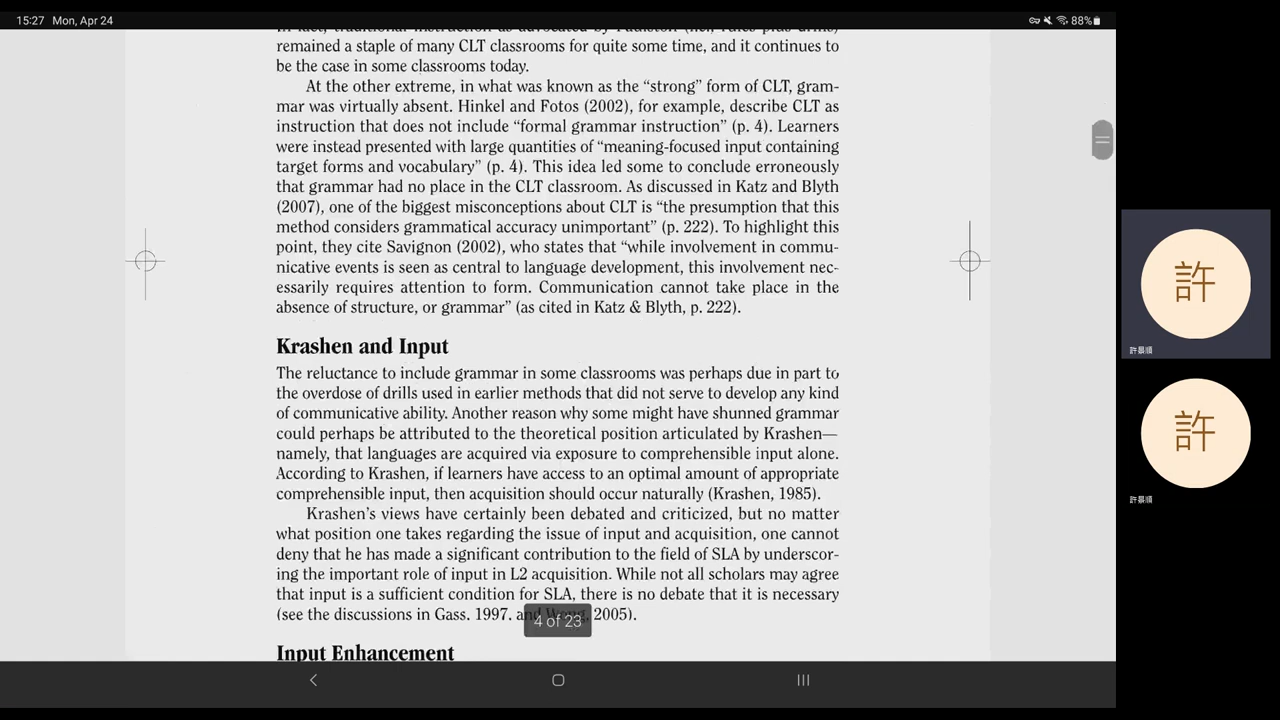 15:27 Mon, Apr 24
88%
In fact, traditional instruction as advocated by Paulston (i.e., rules plus drills)
remained a staple of many CLT classrooms for quite some time, and it continues to
be the case in some classrooms today.
At the other extreme, in what was known as the “strong” form of CLT, gram-
mar was virtually absent. Hinkel and Fotos (2002), for example, describe CLT as
instruction that does not include “formal grammar instruction” (p. 4). Learners
were instead presented with large quantities of “meaning-focused input containing
target forms and vocabulary” (p. 4). This idea led some to conclude erroneously
that grammar had no place in the CLT classroom. As discussed in Katz and Blyth
(2007), one of the biggest misconceptions about CLT is “the presumption that this
method considers grammatical accuracy unimportant” (p. 222). To highlight this
point, they cite Savignon (2002), who states that “while involvement in commu-
nicative events is seen as central to language development, this involvement nec-
essarily requires attention to form. Communication cannot take place in the
absence of structure, or grammar” (as cited in Katz & Blyth, p. 222).
Krashen and Input
The reluctance to include grammar in some classrooms was perhaps due in part to
the overdose of drills used in earlier methods that did not serve to develop any kind
of communicative ability. Another reason why some might have shunned grammar
could perhaps be attributed to the theoretical position articulated by Krashen—
namely, that languages are acquired via exposure to comprehensible input alone.
According to Krashen, if learners have access to an optimal amount of appropriate
comprehensible input, then acquisition should occur naturally (Krashen, 1985).
Krashen’s views have certainly been debated and criticized, but no matter
what position one takes regarding the issue of input and acquisition, one cannot
deny that he has made a significant contribution to the field of SLA by underscor-
ing the important role of input in L2 acquisition. While not all scholars may agree
that input is a sufficient condition for SLA, there is no debate that it is necessary
(see the discussions in Gass, 1997, and Wong, 2005).
4 of 23
Input Enhancement
許
許景順
許
許景順